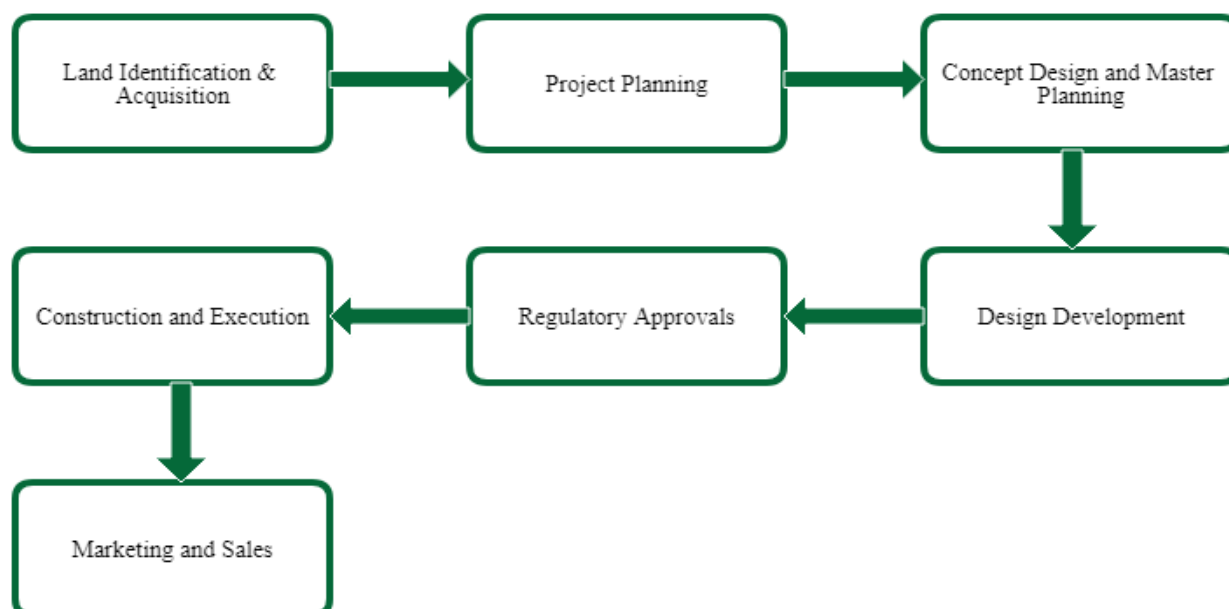 Land Identification &
Acquisition
Project Planning
Concept Design and Master
Planning
Design Development
Regulatory Approvals
Construction and Execution
Marketing and Sales